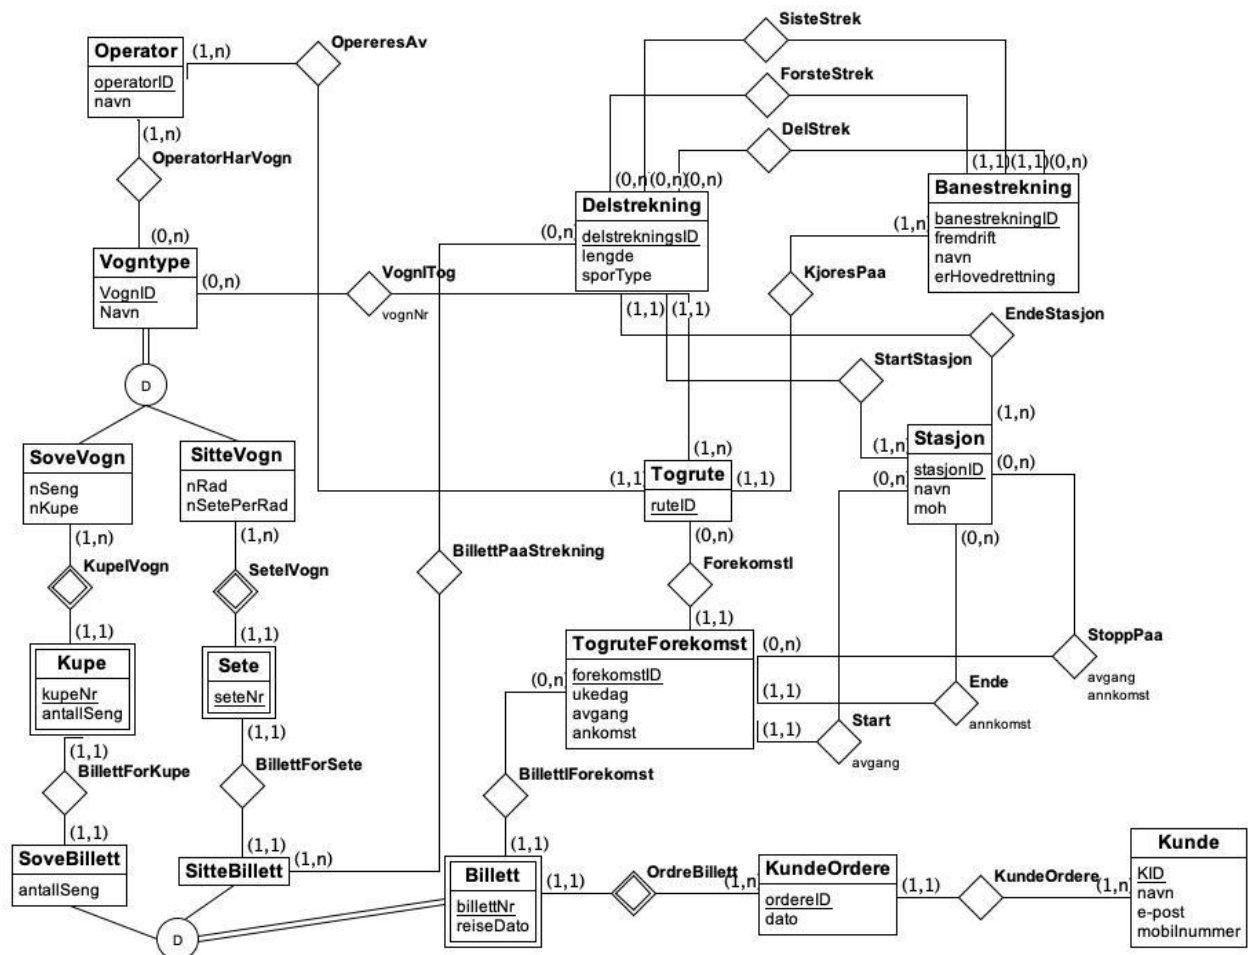 SisteStrek
Operator
(1,n)
OpereresAv
operatorID
navn
ForsteStrek
(1,n)
DelStrek
OperatorHarVogn
(0,n)(0,n)(0,n)
(1,1)(1,1)(0,n)
Delstrekning
delstrekningsID
lengde
sporType
Banestrekning
banestrekningID
fremdrift
navn
erHovedrettning
(0,n)
(0,n)
(1,n)
Vogntype
VognID
Navn
(0,n)
VognITog
vognNr
KjoresPaa
(1,1)
(1,1)
EndeStasjon
StartStasjon
D
(1,n)
(1,n)
(1,n)
SoveVogn
nSeng
nKupe
SitteVogn
nRad
nSetePerRad
Togrute
ruteID
(1,1)
(1,1)
Stasjon
stasjonID
navn
moh
(0,n)
(0,n)
(1,n)
(1,n)
(0,n)
(0,n)
KupeIVogn
SeteIVogn
BillettPaaStrekning
ForekomstI
(1,1)
(1,1)
(1,1)
Kupe
kupeNr
antallSeng
Sete
seteNr
TogruteForekomst
forekomstID
ukedag
avgang
ankomst
(0,n)
(0,n)
StoppPaa
avgang
annkomst
(1,1)
Ende
annkomst
(1,1)
Start
avgang
(1,1)
(1,1)
BillettForKupe
BillettForSete
BillettIForekomst
(1,1)
(1,1)
(1,1)
SoveBillett
antallSeng
SitteBillett
(1,n)
Billett
billettNr
reiseDato
(1,1)
OrdreBillett
(1,n)
KundeOrdere
ordereID
dato
(1,1)
KundeOrdere
(1,n)
Kunde
KID
navn
e-post
mobilnummer
D